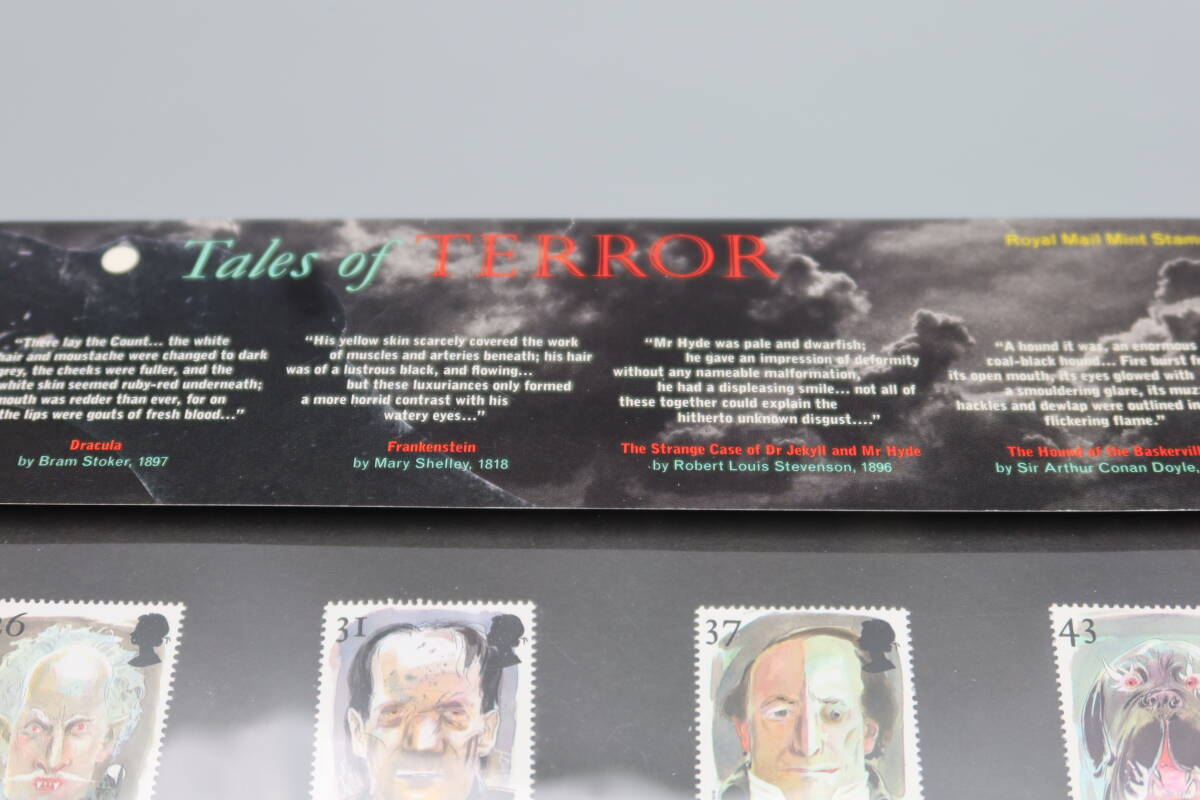 Tales of TERROR
Royal Mail Mint Stam
"There lay the Count... the white
hair and moustache were changed to dark
grey, the cheeks were fuller, and the
white skin seemed ruby-red underneath;
mouth was redder than ever, for on
the lips were gouts of fresh blood..."
Dracula
by Bram Stoker, 1897
"His yellow skin scarcely covered the work
of muscles and arteries beneath; his hair
was of a lustrous black, and flowing...
but these luxuriances only formed
a more horrid contrast with his
watery eyes..."
Frankenstein
by Mary Shelley, 1818
"Mr Hyde was pale and dwarfish;
he gave an impression of deformity
without any nameable malformation,
he had a displeasing smile... not all of
these together could explain the
hitherto unknown disgust...."
The Strange Case of Dr Jekyll and Mr Hyde
by Robert Louis Stevenson, 1896
"A hound it was, an enormous
coal-black hound... Fire burst
its open mouth, its eyes glowed with
a smouldering glare, its muz
hackles and dewlap were outlined in
flickering flame."
The Hound of the Baskervill
by Sir Arthur Conan Doyle,
26
31
37
43